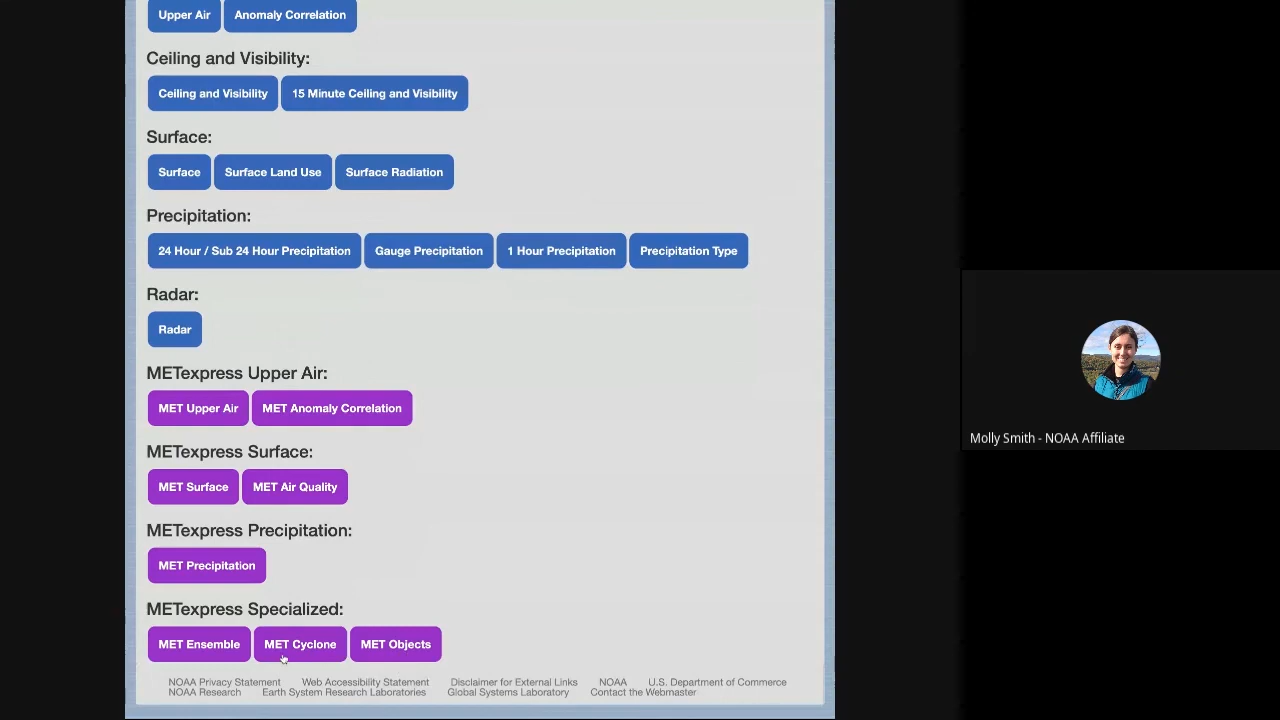 Upper Air Anomaly Correlation
Ceiling and Visibility:
Ceiling and Visibility 15 Minute Ceiling and Visibility
Surface:
Surface Surface Land Use Surface Radiation
Precipitation:
24 Hour / Sub 24 Hour Precipitation Gauge Precipitation 1 Hour Precipitation Precipitation Type
Radar:
Radar
METexpress Upper Air:
MET Upper Air MET Anomaly Correlation
METexpress Surface:
MET Surface MET Air Quality
METexpress Precipitation:
MET Precipitation
METexpress Specialized:
MET Ensemble MET Cyclone MET Objects
NOAA Privacy Statement Web Accessibility Statement Disclaimer for External Links NOAA U.S. Department of Commerce
NOAA Research Earth System Research Laboratories Global Systems Laboratory Contact the Webmaster
Molly Smith - NOAA Affiliate